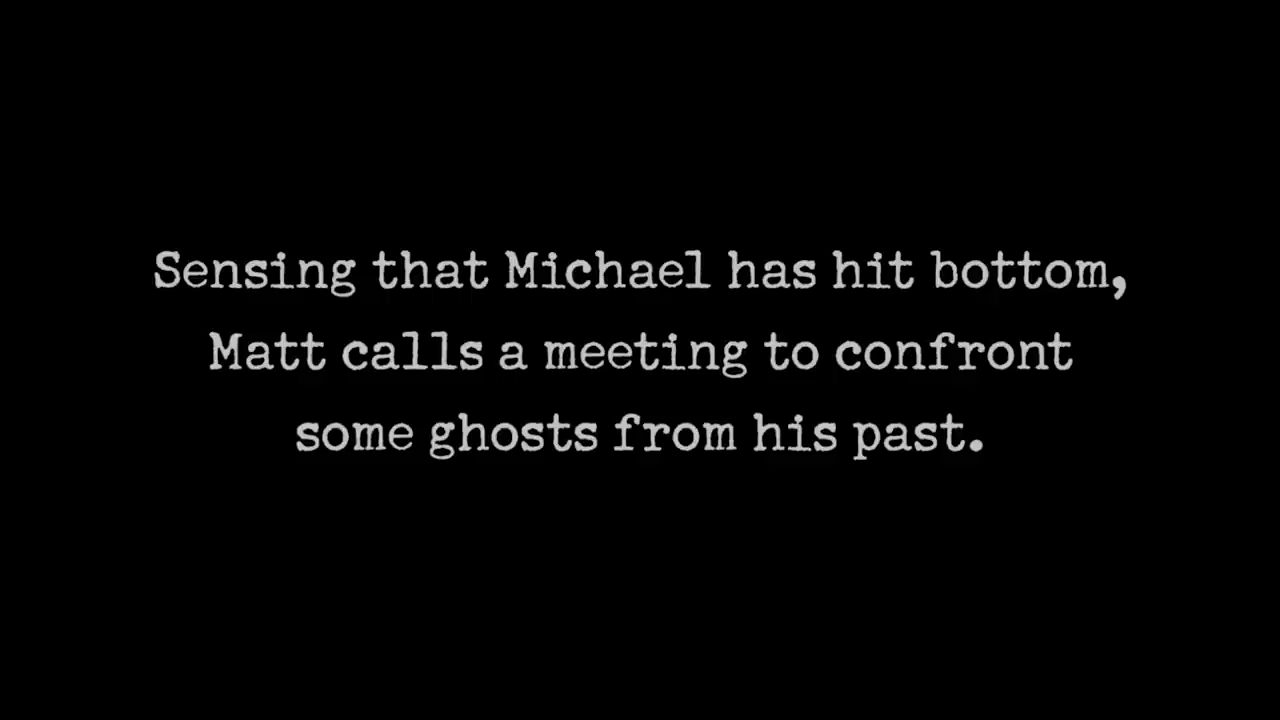 Sensing that Michael has hit bottom,
Matt calls a meeting to confront
some ghosts from his past.